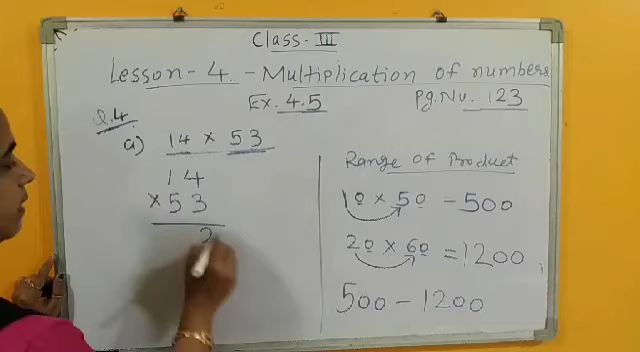 Class - III
Lesson - 4. - Multiplication of numbers
Ex. 4.5
Pg.No. 123
Q.4
a) 14 × 53
14
× 53
2
Range of Product
10 × 50 = 500
20 × 60 = 1200
500 - 1200